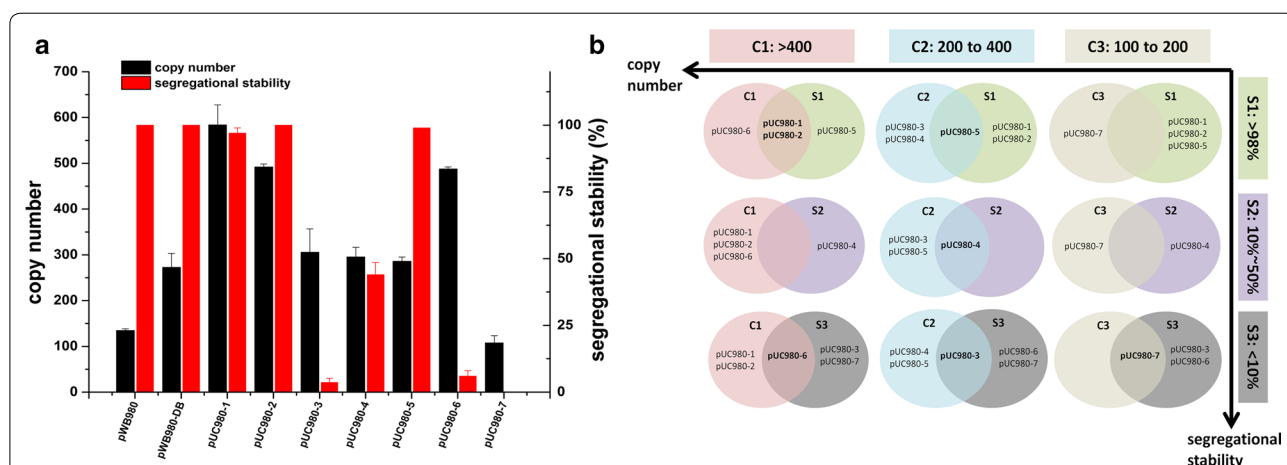 a
copy number
segregational stability
700
600
500
400
300
200
100
0
copy number
100
75
50
25
0
segregational stability (%)
pWB980
pWB980-DB
pUC980-1
pUC980-2
pUC980-3
pUC980-4
pUC980-5
pUC980-6
pUC980-7
b
C1: >400
C2: 200 to 400
C3: 100 to 200
copy
number
C1
S1
pUC980-6
pUC980-1
pUC980-2
pUC980-5
C2
S1
pUC980-3
pUC980-4
pUC980-5
pUC980-1
pUC980-2
C3
S1
pUC980-7
pUC980-1
pUC980-2
pUC980-5
S1: >98%
C1
S2
pUC980-1
pUC980-2
pUC980-6
pUC980-4
C2
S2
pUC980-3
pUC980-5
pUC980-4
C3
S2
pUC980-7
pUC980-4
S2: 10%~50%
C1
S3
pUC980-1
pUC980-2
pUC980-6
pUC980-3
pUC980-7
C2
S3
pUC980-4
pUC980-5
pUC980-3
pUC980-6
pUC980-7
C3
S3
pUC980-7
pUC980-3
pUC980-6
S3: <10%
segregational
stability